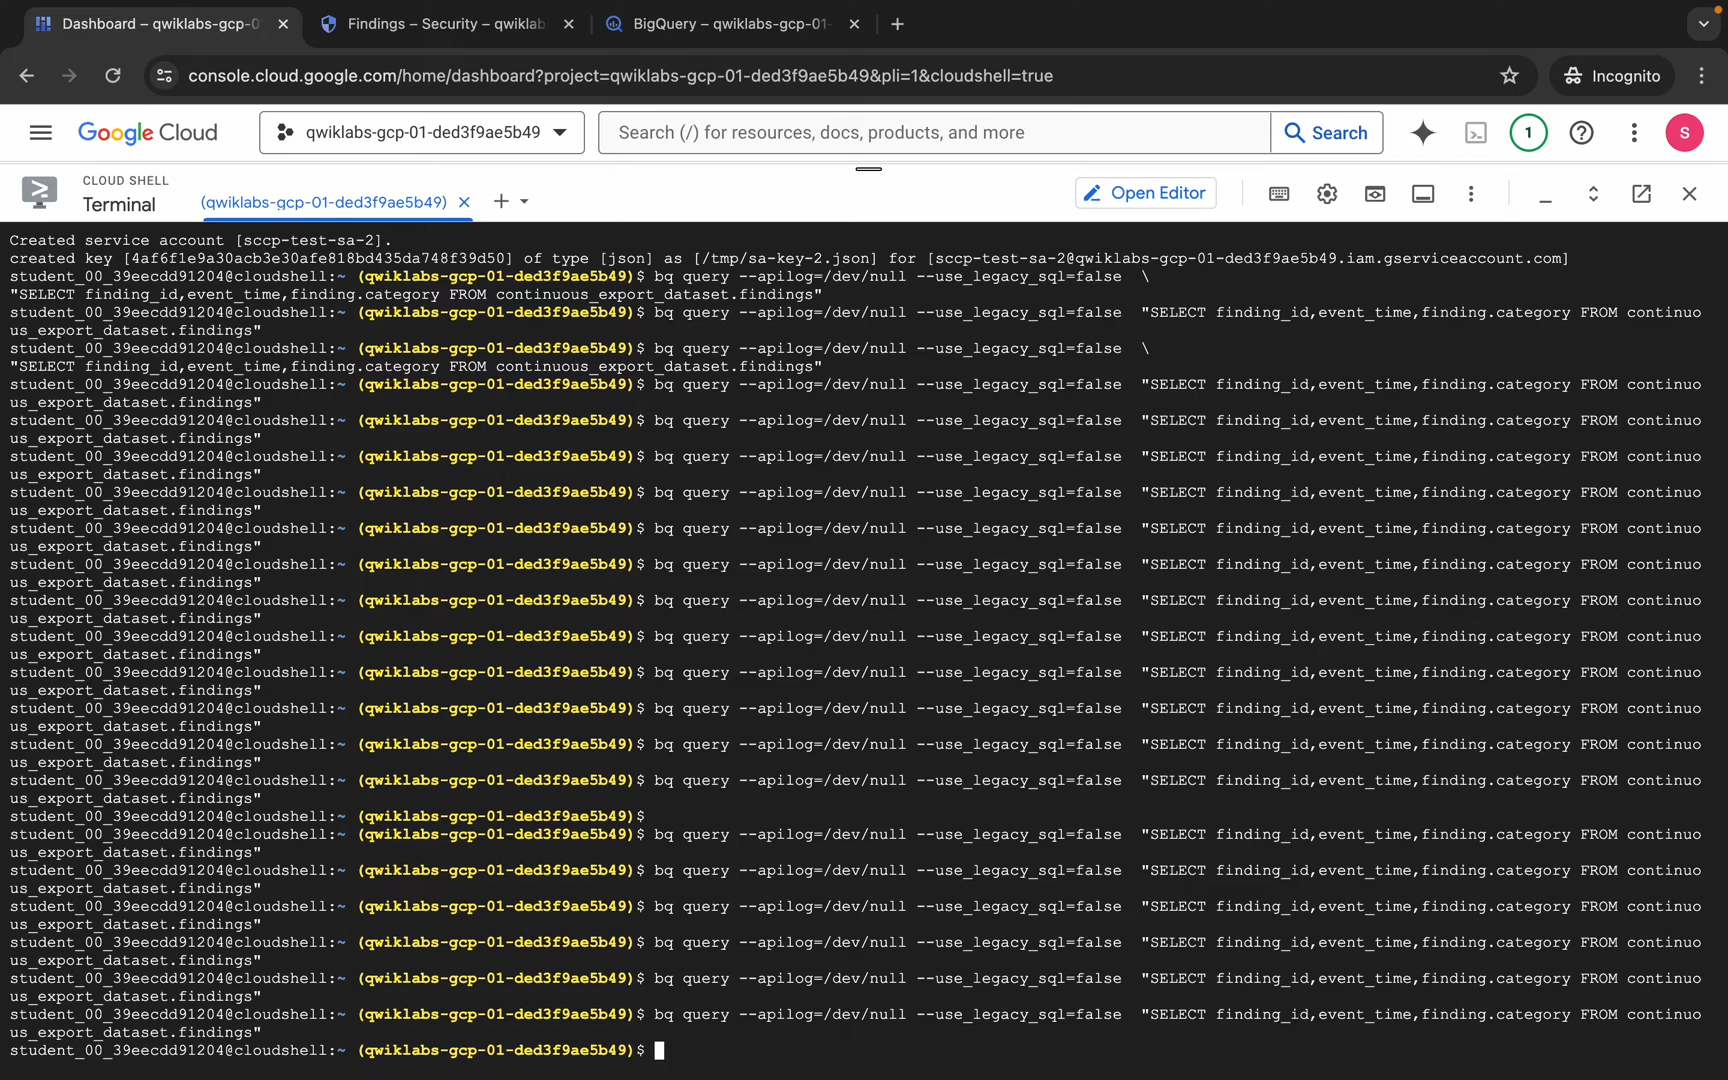 Dashboard – qwiklabs-gcp-0
Findings – Security – qwiklab
BigQuery – qwiklabs-gcp-01-
console.cloud.google.com/home/dashboard?project=qwiklabs-gcp-01-ded3f9ae5b49&pli=1&cloudshell=true
Incognito
Google Cloud
qwiklabs-gcp-01-ded3f9ae5b49
Search (/) for resources, docs, products, and more
Search
1
S
CLOUD SHELL
Terminal
(qwiklabs-gcp-01-ded3f9ae5b49)
Open Editor
Created service account [sccp-test-sa-2].
created key [4af6f1e9a30acb3e30afe818bd435da748f39d50] of type [json] as [/tmp/sa-key-2.json] for [sccp-test-sa-2@qwiklabs-gcp-01-ded3f9ae5b49.iam.gserviceaccount.com]
student_00_39eecdd91204@cloudshell:~ (qwiklabs-gcp-01-ded3f9ae5b49)$ bq query --apilog=/dev/null --use_legacy_sql=false  \
"SELECT finding_id,event_time,finding.category FROM continuous_export_dataset.findings"
student_00_39eecdd91204@cloudshell:~ (qwiklabs-gcp-01-ded3f9ae5b49)$ bq query --apilog=/dev/null --use_legacy_sql=false  "SELECT finding_id,event_time,finding.category FROM continuo
us_export_dataset.findings"
student_00_39eecdd91204@cloudshell:~ (qwiklabs-gcp-01-ded3f9ae5b49)$ bq query --apilog=/dev/null --use_legacy_sql=false  \
"SELECT finding_id,event_time,finding.category FROM continuous_export_dataset.findings"
student_00_39eecdd91204@cloudshell:~ (qwiklabs-gcp-01-ded3f9ae5b49)$ bq query --apilog=/dev/null --use_legacy_sql=false  "SELECT finding_id,event_time,finding.category FROM continuo
us_export_dataset.findings"
student_00_39eecdd91204@cloudshell:~ (qwiklabs-gcp-01-ded3f9ae5b49)$ bq query --apilog=/dev/null --use_legacy_sql=false  "SELECT finding_id,event_time,finding.category FROM continuo
us_export_dataset.findings"
student_00_39eecdd91204@cloudshell:~ (qwiklabs-gcp-01-ded3f9ae5b49)$ bq query --apilog=/dev/null --use_legacy_sql=false  "SELECT finding_id,event_time,finding.category FROM continuo
us_export_dataset.findings"
student_00_39eecdd91204@cloudshell:~ (qwiklabs-gcp-01-ded3f9ae5b49)$ bq query --apilog=/dev/null --use_legacy_sql=false  "SELECT finding_id,event_time,finding.category FROM continuo
us_export_dataset.findings"
student_00_39eecdd91204@cloudshell:~ (qwiklabs-gcp-01-ded3f9ae5b49)$ bq query --apilog=/dev/null --use_legacy_sql=false  "SELECT finding_id,event_time,finding.category FROM continuo
us_export_dataset.findings"
student_00_39eecdd91204@cloudshell:~ (qwiklabs-gcp-01-ded3f9ae5b49)$ bq query --apilog=/dev/null --use_legacy_sql=false  "SELECT finding_id,event_time,finding.category FROM continuo
us_export_dataset.findings"
student_00_39eecdd91204@cloudshell:~ (qwiklabs-gcp-01-ded3f9ae5b49)$ bq query --apilog=/dev/null --use_legacy_sql=false  "SELECT finding_id,event_time,finding.category FROM continuo
us_export_dataset.findings"
student_00_39eecdd91204@cloudshell:~ (qwiklabs-gcp-01-ded3f9ae5b49)$ bq query --apilog=/dev/null --use_legacy_sql=false  "SELECT finding_id,event_time,finding.category FROM continuo
us_export_dataset.findings"
student_00_39eecdd91204@cloudshell:~ (qwiklabs-gcp-01-ded3f9ae5b49)$ bq query --apilog=/dev/null --use_legacy_sql=false  "SELECT finding_id,event_time,finding.category FROM continuo
us_export_dataset.findings"
student_00_39eecdd91204@cloudshell:~ (qwiklabs-gcp-01-ded3f9ae5b49)$ bq query --apilog=/dev/null --use_legacy_sql=false  "SELECT finding_id,event_time,finding.category FROM continuo
us_export_dataset.findings"
student_00_39eecdd91204@cloudshell:~ (qwiklabs-gcp-01-ded3f9ae5b49)$ bq query --apilog=/dev/null --use_legacy_sql=false  "SELECT finding_id,event_time,finding.category FROM continuo
us_export_dataset.findings"
student_00_39eecdd91204@cloudshell:~ (qwiklabs-gcp-01-ded3f9ae5b49)$ bq query --apilog=/dev/null --use_legacy_sql=false  "SELECT finding_id,event_time,finding.category FROM continuo
us_export_dataset.findings"
student_00_39eecdd91204@cloudshell:~ (qwiklabs-gcp-01-ded3f9ae5b49)$
student_00_39eecdd91204@cloudshell:~ (qwiklabs-gcp-01-ded3f9ae5b49)$ bq query --apilog=/dev/null --use_legacy_sql=false  "SELECT finding_id,event_time,finding.category FROM continuo
us_export_dataset.findings"
student_00_39eecdd91204@cloudshell:~ (qwiklabs-gcp-01-ded3f9ae5b49)$ bq query --apilog=/dev/null --use_legacy_sql=false  "SELECT finding_id,event_time,finding.category FROM continuo
us_export_dataset.findings"
student_00_39eecdd91204@cloudshell:~ (qwiklabs-gcp-01-ded3f9ae5b49)$ bq query --apilog=/dev/null --use_legacy_sql=false  "SELECT finding_id,event_time,finding.category FROM continuo
us_export_dataset.findings"
student_00_39eecdd91204@cloudshell:~ (qwiklabs-gcp-01-ded3f9ae5b49)$ bq query --apilog=/dev/null --use_legacy_sql=false  "SELECT finding_id,event_time,finding.category FROM continuo
us_export_dataset.findings"
student_00_39eecdd91204@cloudshell:~ (qwiklabs-gcp-01-ded3f9ae5b49)$ bq query --apilog=/dev/null --use_legacy_sql=false  "SELECT finding_id,event_time,finding.category FROM continuo
us_export_dataset.findings"
student_00_39eecdd91204@cloudshell:~ (qwiklabs-gcp-01-ded3f9ae5b49)$ bq query --apilog=/dev/null --use_legacy_sql=false  "SELECT finding_id,event_time,finding.category FROM continuo
us_export_dataset.findings"
student_00_39eecdd91204@cloudshell:~ (qwiklabs-gcp-01-ded3f9ae5b49)$